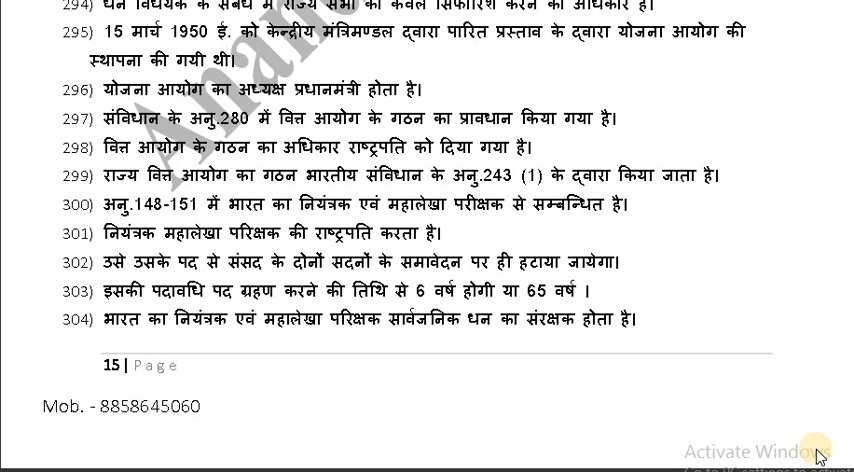 294) धन विधेयक के संबंध में राज्य सभा को केवल सिफारिश करने का अधिकार है।
295) 15 मार्च 1950 ई. को केन्द्रीय मंत्रिमण्डल द्वारा पारित प्रस्ताव के द्वारा योजना आयोग की
स्थापना की गयी थी।
296) योजना आयोग का अध्यक्ष प्रधानमंत्री होता है।
297) संविधान के अनु.280 में वित्त आयोग के गठन का प्रावधान किया गया है।
298) वित्त आयोग के गठन का अधिकार राष्ट्रपति को दिया गया है।
299) राज्य वित्त आयोग का गठन भारतीय संविधान के अनु.243 (1) के द्वारा किया जाता है।
300) अनु.148-151 में भारत का नियंत्रक एवं महालेखा परीक्षक से सम्बन्धित है।
301) नियंत्रक महालेखा परिक्षक की राष्ट्रपति करता है।
302) उसे उसके पद से संसद के दोनों सदनों के समावेदन पर ही हटाया जायेगा।
303) इसकी पदावधि पद ग्रहण करने की तिथि से 6 वर्ष होगी या 65 वर्ष ।
304) भारत का नियंत्रक एवं महालेखा परिक्षक सार्वजनिक धन का संरक्षक होता है।
15 | Page
Mob. - 8858645060
Activate Windows